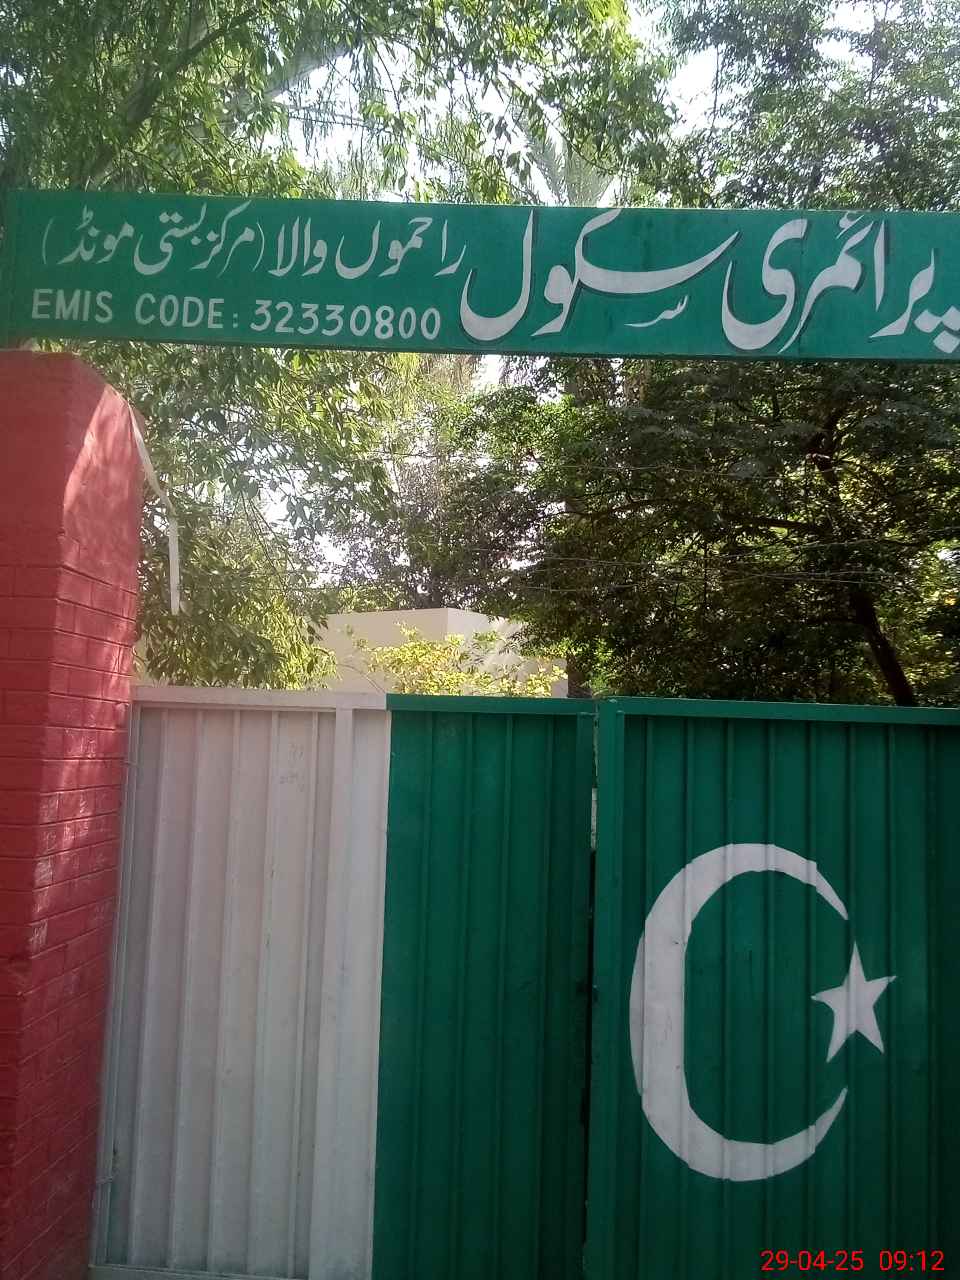 پرائمری سکول راحموں والا (مرکز بستی مونڈ)
EMIS CODE: 32330800
29-04-25 09:12